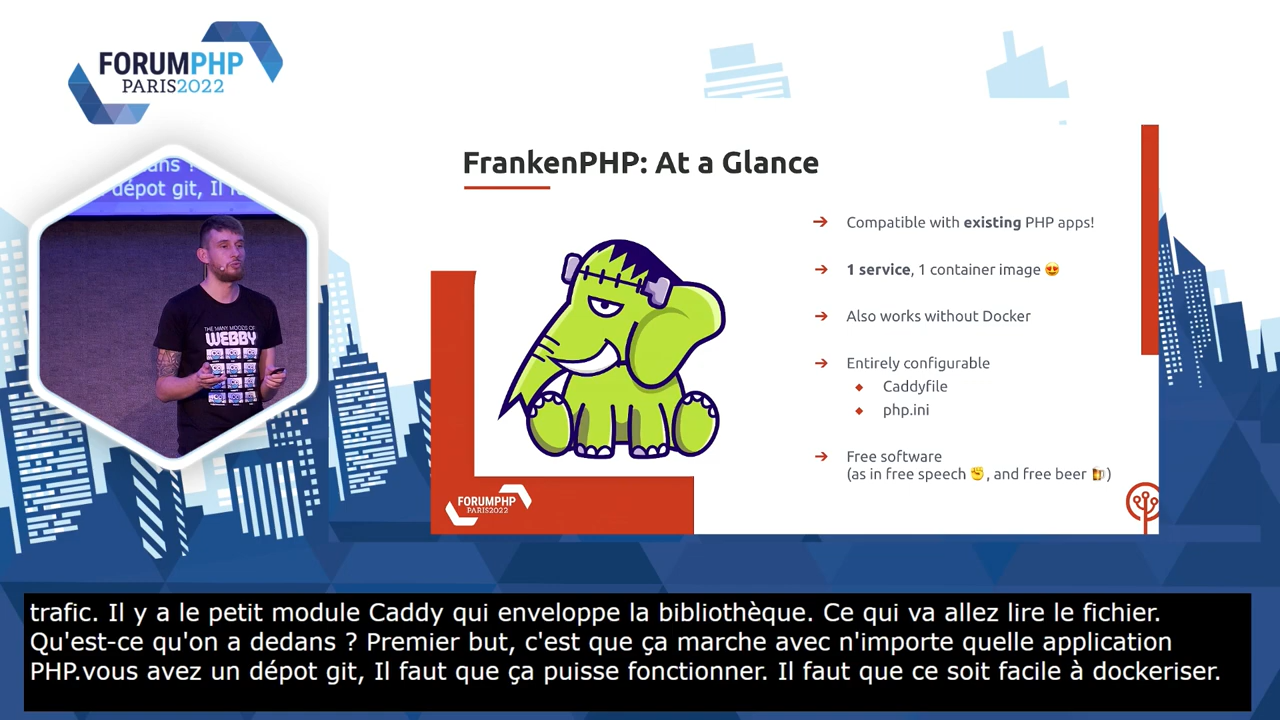 FORUMPHP
PARIS2022
dépot git, Il
THE MANY MOODS OF
WEBBY
FrankenPHP: At a Glance
➔ Compatible with existing PHP apps!
➔ 1 service, 1 container image 😍
➔ Also works without Docker
➔ Entirely configurable
◆ Caddyfile
◆ php.ini
➔ Free software
(as in free speech ✊, and free beer 🍺)
FORUMPHP
PARIS2022
trafic. Il y a le petit module Caddy qui enveloppe la bibliothèque. Ce qui va allez lire le fichier.
Qu'est-ce qu'on a dedans ? Premier but, c'est que ça marche avec n'importe quelle application
PHP.vous avez un dépot git, Il faut que ça puisse fonctionner. Il faut que ce soit facile à dockeriser.